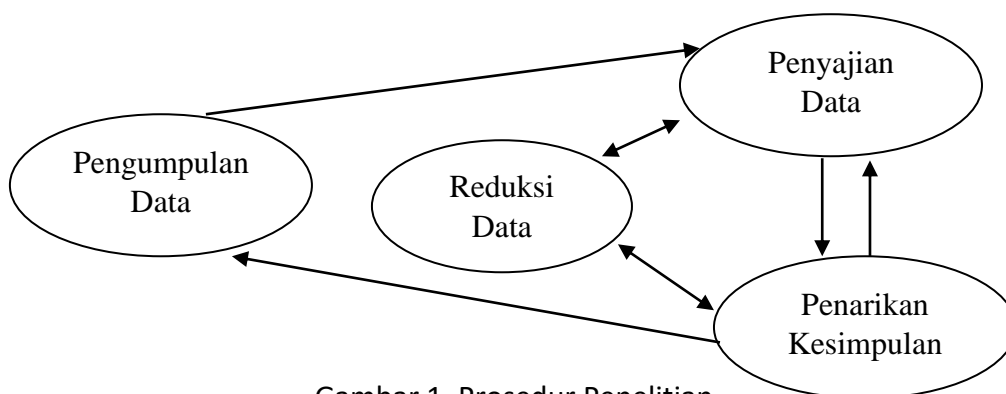 Penyajian
Data
Pengumpulan
Data
Reduksi
Data
Penarikan
Kesimpulan
Gambar 1. Prosedur Penelitian